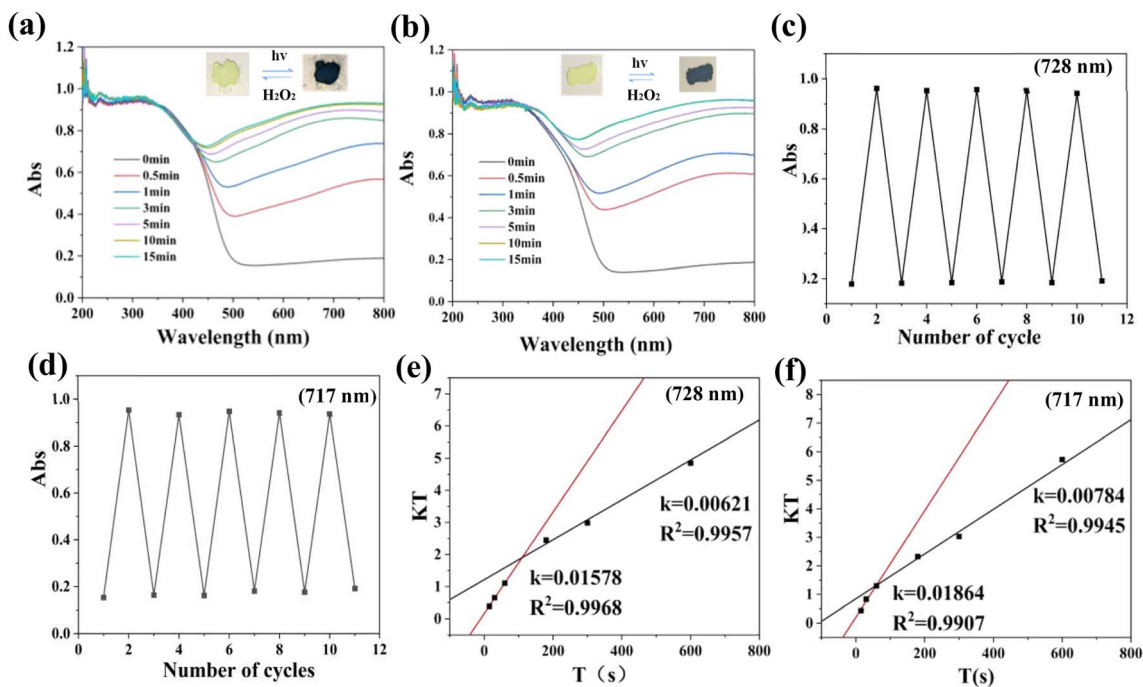 (a)
1.2
1.0
0.8
0.6
0.4
0.2
0.0
Abs
hv
H₂O₂
0min
0.5min
1min
3min
5min
10min
15min
200 300 400 500 600 700 800
Wavelength (nm)
(b)
1.2
1.0
0.8
0.6
0.4
0.2
0.0
Abs
hv
H₂O₂
0min
0.5min
1min
3min
5min
10min
15min
200 300 400 500 600 700 800
Wavelength (nm)
(c)
(728 nm)
1.0
0.8
0.6
0.4
0.2
Abs
0 2 4 6 8 10 12
Number of cycle
(d)
(717 nm)
1.0
0.8
0.6
0.4
0.2
0.0
Abs
0 2 4 6 8 10 12
Number of cycles
(e)
(728 nm)
7
6
5
4
3
2
1
0
KT
k=0.00621
R²=0.9957
k=0.01578
R²=0.9968
0 200 400 600 800
T（s）
(f)
(717 nm)
8
7
6
5
4
3
2
1
0
KT
k=0.00784
R²=0.9945
k=0.01864
R²=0.9907
0 200 400 600 800
T(s)